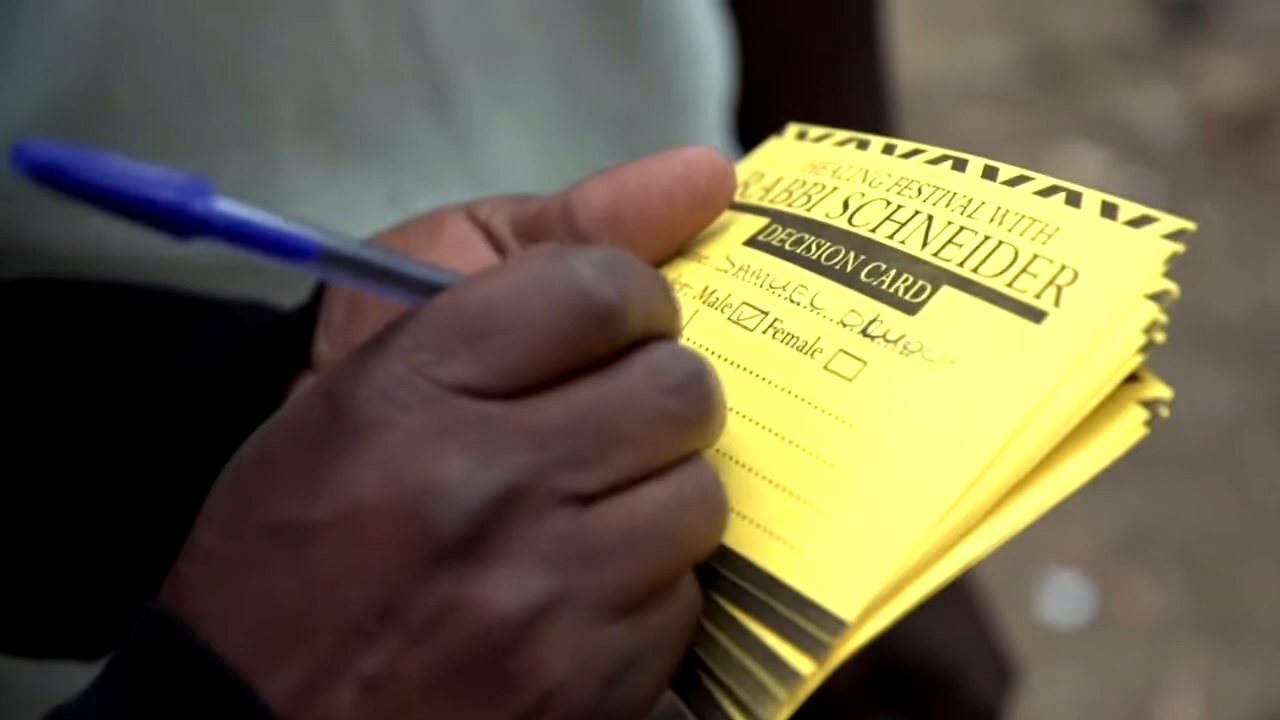 HEALING FESTIVAL WITH
RABBI SCHNEIDER
DECISION CARD
SAMUEL
Male Female